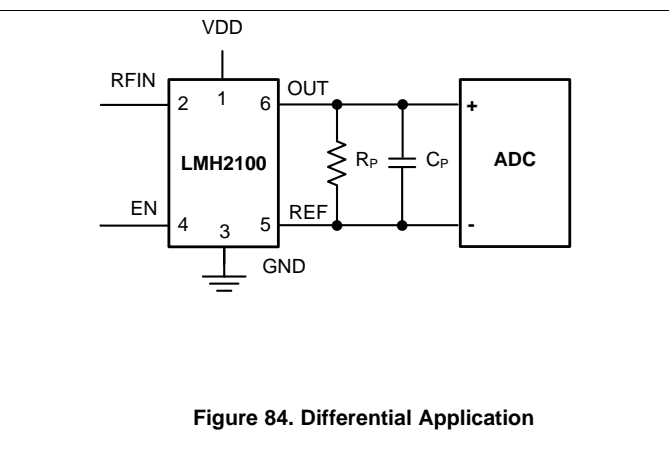 VDD
RFIN
OUT
2 1 6
+
LMH2100
RP
CP
ADC
EN
REF
4 3 5
-
GND
Figure 84. Differential Application